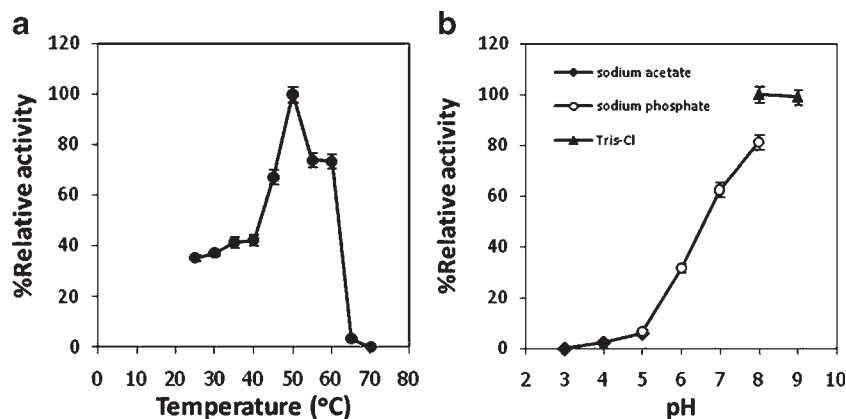 a
120
100
80
60
40
20
0
%Relative activity
0 10 20 30 40 50 60 70 80
Temperature (°C)
b
120
100
80
60
40
20
0
%Relative activity
sodium acetate
sodium phosphate
Tris-Cl
2 3 4 5 6 7 8 9 10
pH